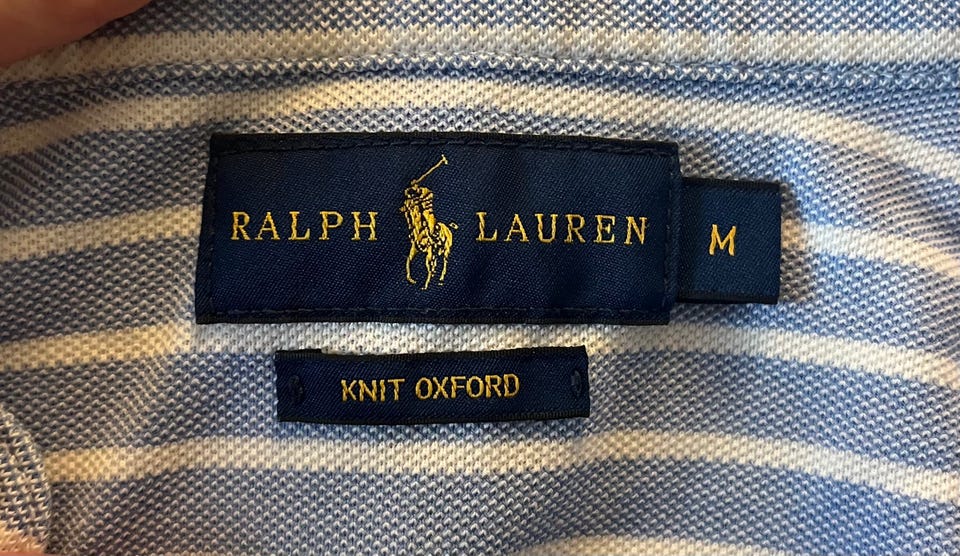 RALPH LAUREN
M
KNIT OXFORD